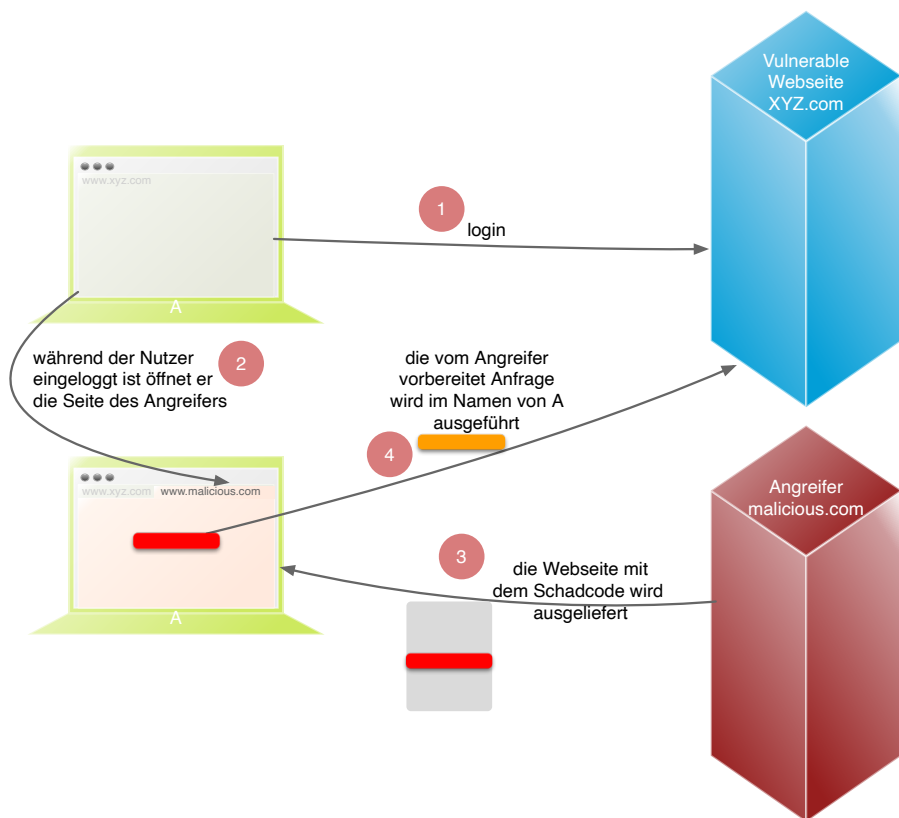 Vulnerable
Webseite
XYZ.com
www.xyz.com
A
1
login
2
während der Nutzer
eingeloggt ist öffnet er
die Seite des Angreifers
die vom Angreifer
vorbereitet Anfrage
wird im Namen von A
ausgeführt
4
www.xyz.com
www.malicious.com
A
Angreifer
malicious.com
3
die Webseite mit
dem Schadcode wird
ausgeliefert